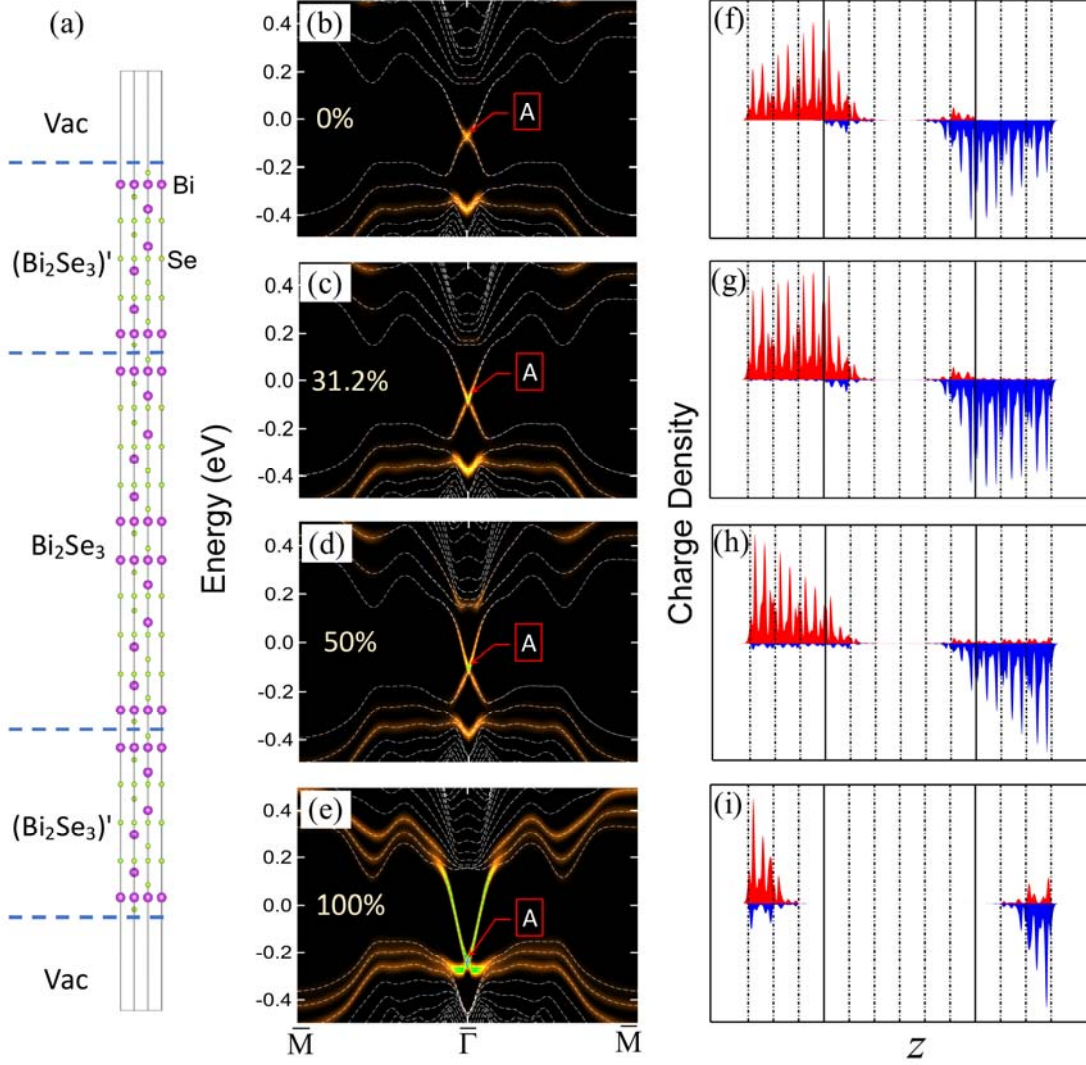 (a)
Vac
Bi
(Bi₂Se₃)'
Se
Bi₂Se₃
(Bi₂Se₃)'
Vac
Energy (eV)
(b)
0.4
0.2
0.0
-0.2
-0.4
0%
A
(c)
0.4
0.2
0.0
-0.2
-0.4
31.2%
A
(d)
0.4
0.2
0.0
-0.2
-0.4
50%
A
(e)
0.4
0.2
0.0
-0.2
-0.4
100%
A
M̅ Γ̅ M̅
Charge Density
(f)
(g)
(h)
(i)
z